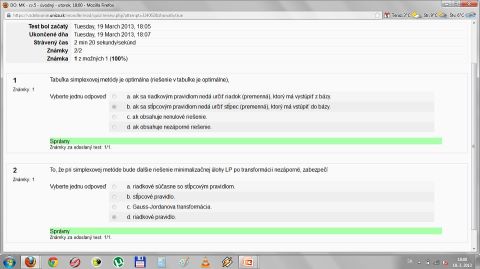 DO: MK - cv.5 - úvodný - utorok, 18:00 - Mozilla Firefox
Test bol začatý Tuesday, 19 March 2013, 18:05
Ukončené dňa Tuesday, 19 March 2013, 18:07
Strávený čas 2 min 20 sekundy/sekúnd
Známky 2/2
Známka 1 z možných 1 (100%)
1
Známky: 1
Tabuľka simplexovej metódy je optimálna (riešenie v tabuľke je optimálne),
Vyberte jednu odpoveď
a. ak sa riadkovým pravidlom nedá určiť riadok (premenná), ktorý má vystúpiť z bázy.
b. ak sa stĺpcovým pravidlom nedá určiť stĺpec (premenná), ktorý má vstúpiť do bázy.
c. ak obsahuje nenulové riešenie.
d. ak obsahuje nezáporné riešenie.
Správny
Známky za odoslaný test: 1/1.
2
Známky: 1
To, že pri simplexovej metóde bude ďalšie riešenie minimalizačnej úlohy LP po transformácii nezáporné, zabezpečí
Vyberte jednu odpoveď
a. riadkové súčasne so stĺpcovým pravidlom.
b. stĺpcové pravidlo.
c. Gauss-Jordanova transformácia.
d. riadkové pravidlo.
Správny
Známky za odoslaný test: 1/1.
SK